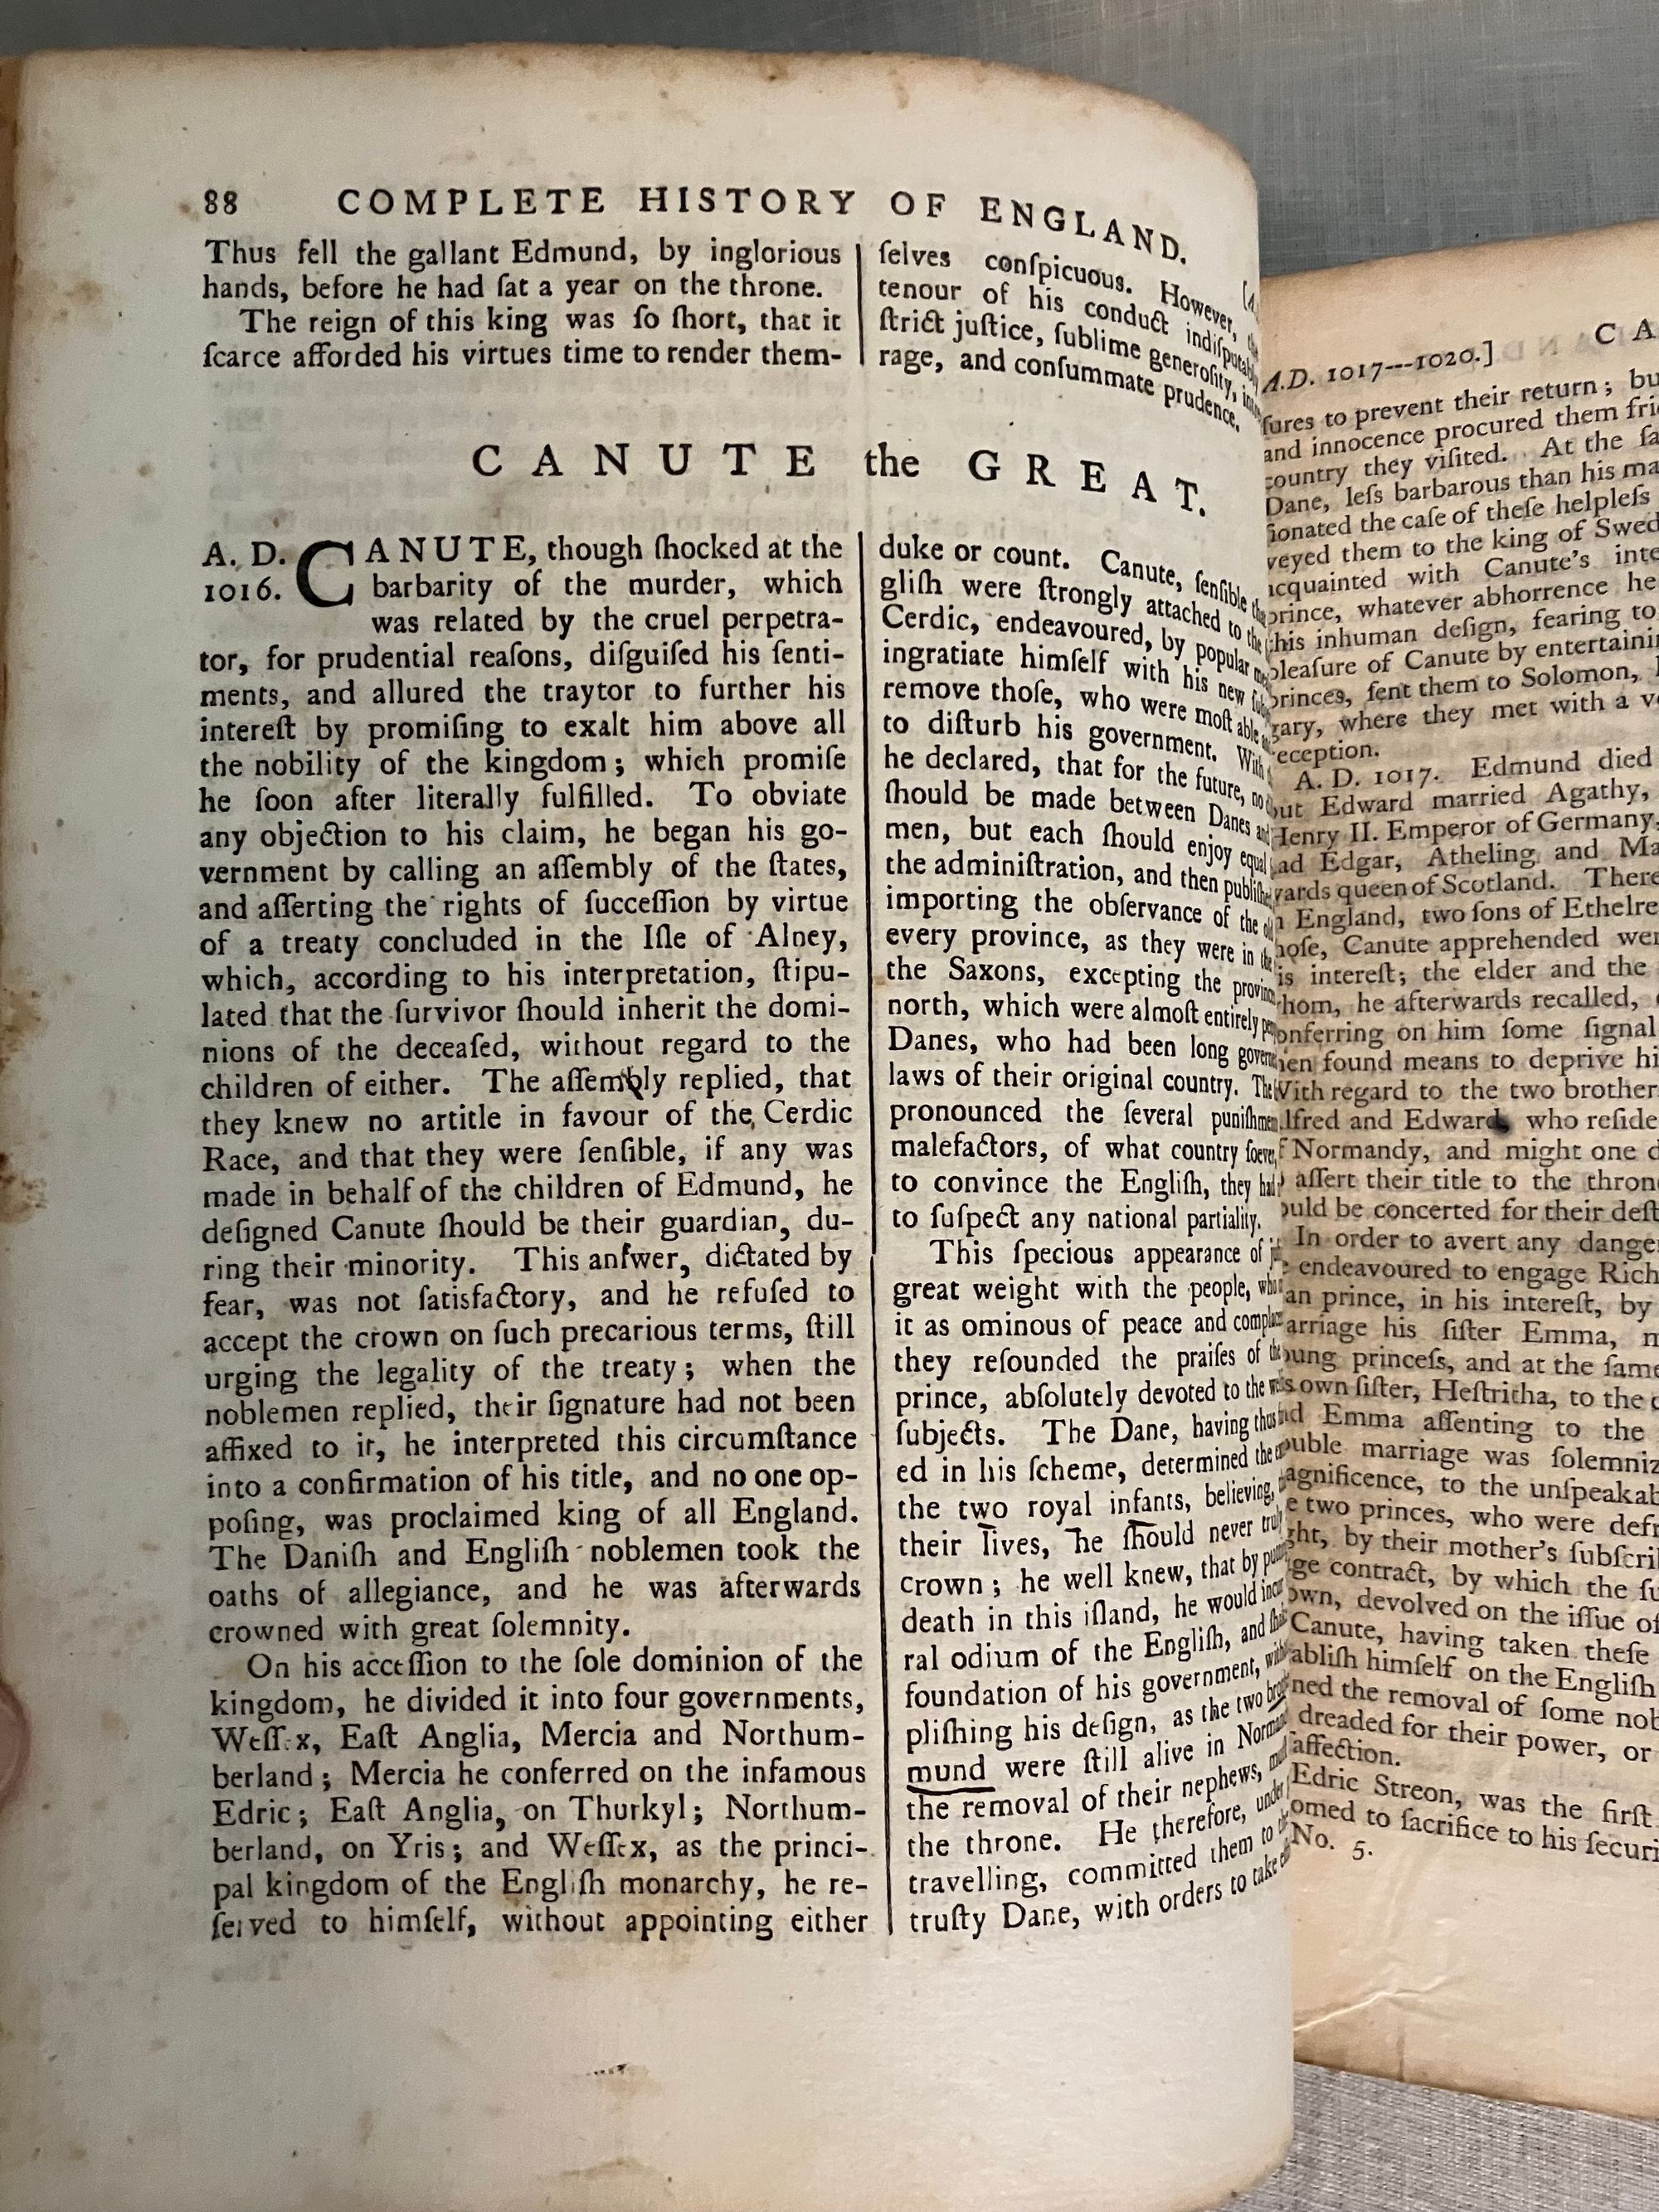 88 COMPLETE HISTORY OF ENGLAND.
Thus fell the gallant Edmund, by inglorious
hands, before he had ſat a year on the throne.
The reign of this king was ſo ſhort, that it
ſcarce afforded his virtues time to render them-
ſelves conſpicuous. However,
tenour of his conduct indiſputably
ſtrict juſtice, ſublime generoſity,
rage, and conſummate prudence.
CANUTE the GREAT.
A. D. CANUTE, though ſhocked at the
1016. barbarity of the murder, which
was related by the cruel perpetra-
tor, for prudential reaſons, diſguiſed his ſenti-
ments, and allured the traytor to further his
intereſt by promiſing to exalt him above all
the nobility of the kingdom; which promiſe
he ſoon after literally fulfilled. To obviate
any objection to his claim, he began his go-
vernment by calling an aſſembly of the ſtates,
and aſſerting the rights of ſucceſſion by virtue
of a treaty concluded in the Iſle of Alney,
which, according to his interpretation, ſtipu-
lated that the ſurvivor ſhould inherit the domi-
nions of the deceaſed, without regard to the
children of either. The aſſembly replied, that
they knew no artitle in favour of the Cerdic
Race, and that they were ſenſible, if any was
made in behalf of the children of Edmund, he
deſigned Canute ſhould be their guardian, du-
ring their minority. This anſwer, dictated by
fear, was not ſatisfactory, and he refuſed to
accept the crown on ſuch precarious terms, ſtill
urging the legality of the treaty; when the
noblemen replied, their ſignature had not been
affixed to it, he interpreted this circumſtance
into a confirmation of his title, and no one op-
poſing, was proclaimed king of all England.
The Daniſh and Engliſh noblemen took the
oaths of allegiance, and he was afterwards
crowned with great ſolemnity.
On his acceſſion to the ſole dominion of the
kingdom, he divided it into four governments,
Weſſex, Eaſt Anglia, Mercia and Northum-
berland; Mercia he conferred on the infamous
Edric; Eaſt Anglia, on Thurkyl; Northum-
berland, on Yris; and Weſſex, as the princi-
pal kingdom of the Engliſh monarchy, he re-
ſerved to himſelf, without appointing either
duke or count. Canute, ſenſible
gliſh were ſtrongly attached to the
Cerdic, endeavoured, by popular
ingratiate himſelf with his new
remove thoſe, who were moſt able
to diſturb his government. With
he declared, that for the future, no
ſhould be made between Danes and
men, but each ſhould enjoy equal
the adminiſtration, and then publiſhed
importing the obſervance of the
every province, as they were in the
the Saxons, excepting the
north, which were almoſt entirely
Danes, who had been long
laws of their original country. The
pronounced the ſeveral
malefactors, of what country ſoever,
to convince the Engliſh, they had
to ſuſpect any national partiality.
This ſpecious appearance of
great weight with the people, who
it as ominous of peace and
they reſounded the praiſes of the
prince, abſolutely devoted to the
ſubjects. The Dane, having thus
ed in his ſcheme, determined the
the two royal infants, believing,
their lives, he ſhould never truly
crown; he well knew, that by
death in this iſland, he would incur
ral odium of the Engliſh, and
foundation of his government,
pliſhing his deſign, as the two
mund were ſtill alive in
the removal of their nephews,
the throne. He therefore, under
travelling, committed them to
truſty Dane, with orders to take
A.D. 1017---1020.] CA
ſures to prevent their return;
and innocence procured them
country they viſited. At the
Dane, leſs barbarous than his
ſionated the caſe of theſe helpleſs
veyed them to the king of
acquainted with Canute's
prince, whatever abhorrence he
this inhuman deſign, fearing to
pleaſure of Canute by
princes, ſent them to Solomon,
gary, where they met with a
reception.
A. D. 1017. Edmund died
but Edward married Agathy,
Henry II. Emperor of Germany,
had Edgar, Atheling and
wards queen of Scotland. There
in England, two ſons of
thoſe, Canute apprehended
his intereſt; the elder and the
whom, he afterwards recalled,
conferring on him ſome ſignal
then found means to deprive
With regard to the two
Alfred and Edward, who
of Normandy, and might one
aſſert their title to the
could be concerted for their
In order to avert any
he endeavoured to engage
man prince, in his intereſt, by
marriage his ſiſter Emma,
young princeſs, and at the ſame
his own ſiſter, Heſtritha, to the
and Emma aſſenting to the
double marriage was
magnificence, to the
the two princes, who were
right, by their mother's
contract, by which the
crown, devolved on the iſſue of
Canute, having taken theſe
abliſh himſelf on the Engliſh
ned the removal of ſome
dreaded for their power, or
affection.
Edric Streon, was the firſt
omed to ſacrifice to his
No. 5.